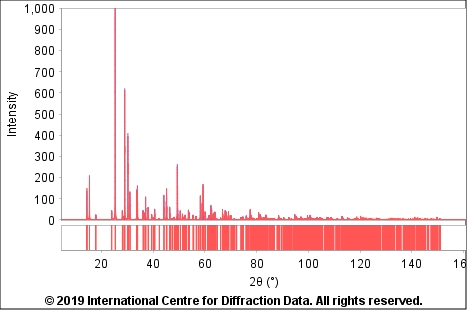 1,000
900
800
700
600
500
400
300
200
100
0
Intensity
20 40 60 80 100 120 140 16
2θ (°)
© 2019 International Centre for Diffraction Data. All rights reserved.